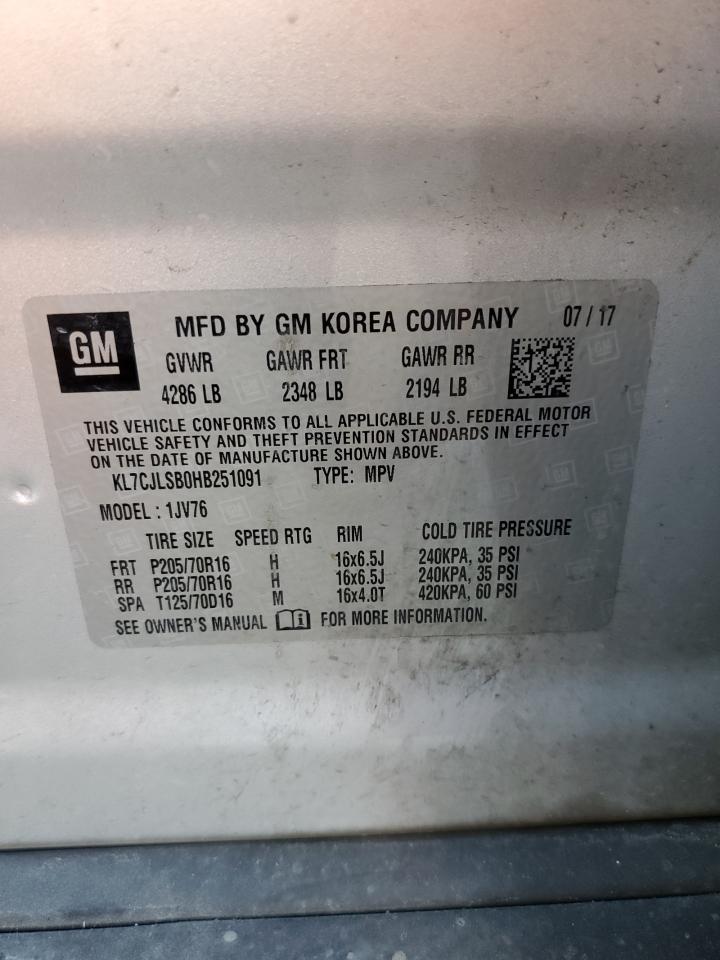 GM MFD BY GM KOREA COMPANY 07/17
GVWR GAWR FRT GAWR RR
4286 LB 2348 LB 2194 LB
THIS VEHICLE CONFORMS TO ALL APPLICABLE U.S. FEDERAL MOTOR
VEHICLE SAFETY AND THEFT PREVENTION STANDARDS IN EFFECT
ON THE DATE OF MANUFACTURE SHOWN ABOVE.
KL7CJLSB0HB251091 TYPE: MPV
MODEL: 1JV76
TIRE SIZE SPEED RTG RIM COLD TIRE PRESSURE
FRT P205/70R16 H 16x6.5J 240KPA, 35 PSI
RR P205/70R16 H 16x6.5J 240KPA, 35 PSI
SPA T125/70D16 M 16x4.0T 420KPA, 60 PSI
SEE OWNER'S MANUAL FOR MORE INFORMATION.